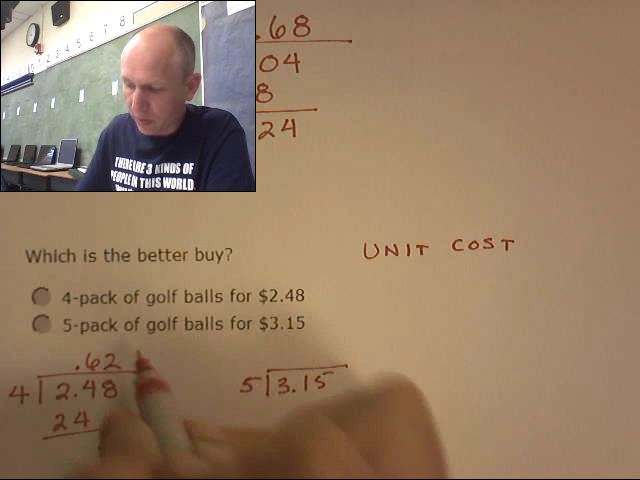 1 2 3 4 5 6 7 8
THERE ARE 3 KINDS OF
PEOPLE IN THIS WORLD
.68
04
8
24
UNIT COST
Which is the better buy?
4-pack of golf balls for $2.48
5-pack of golf balls for $3.15
.62
4 2.48
24
5 3.15